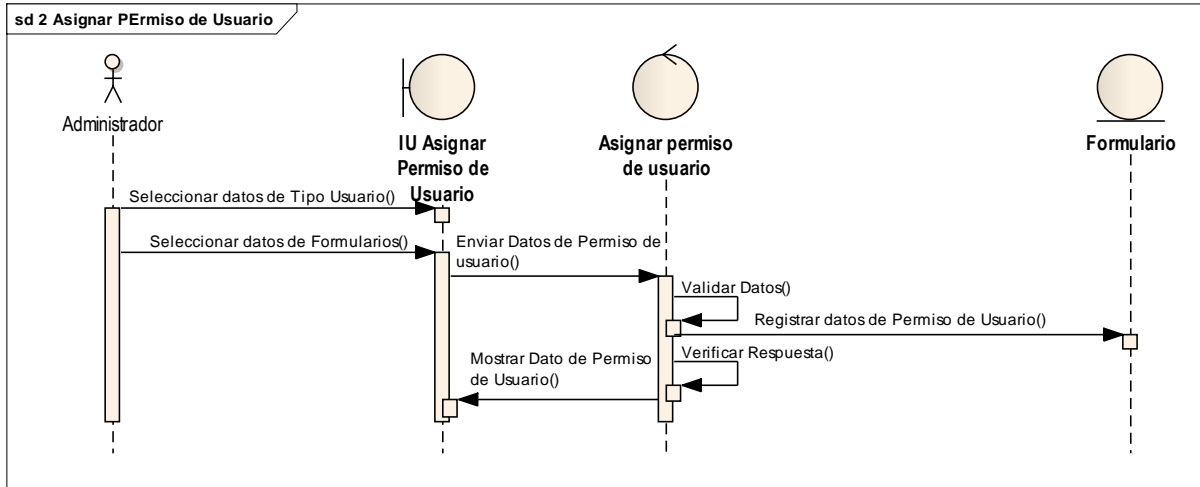 sd 2 Asignar PErmiso de Usuario
Administrador
IU Asignar
Permiso de
Usuario
Asignar permiso
de usuario
Formulario
Seleccionar datos de Tipo Usuario()
Seleccionar datos de Formularios()
Enviar Datos de Permiso de
usuario()
Validar Datos()
Registrar datos de Permiso de Usuario()
Verificar Respuesta()
Mostrar Dato de Permiso
de Usuario()